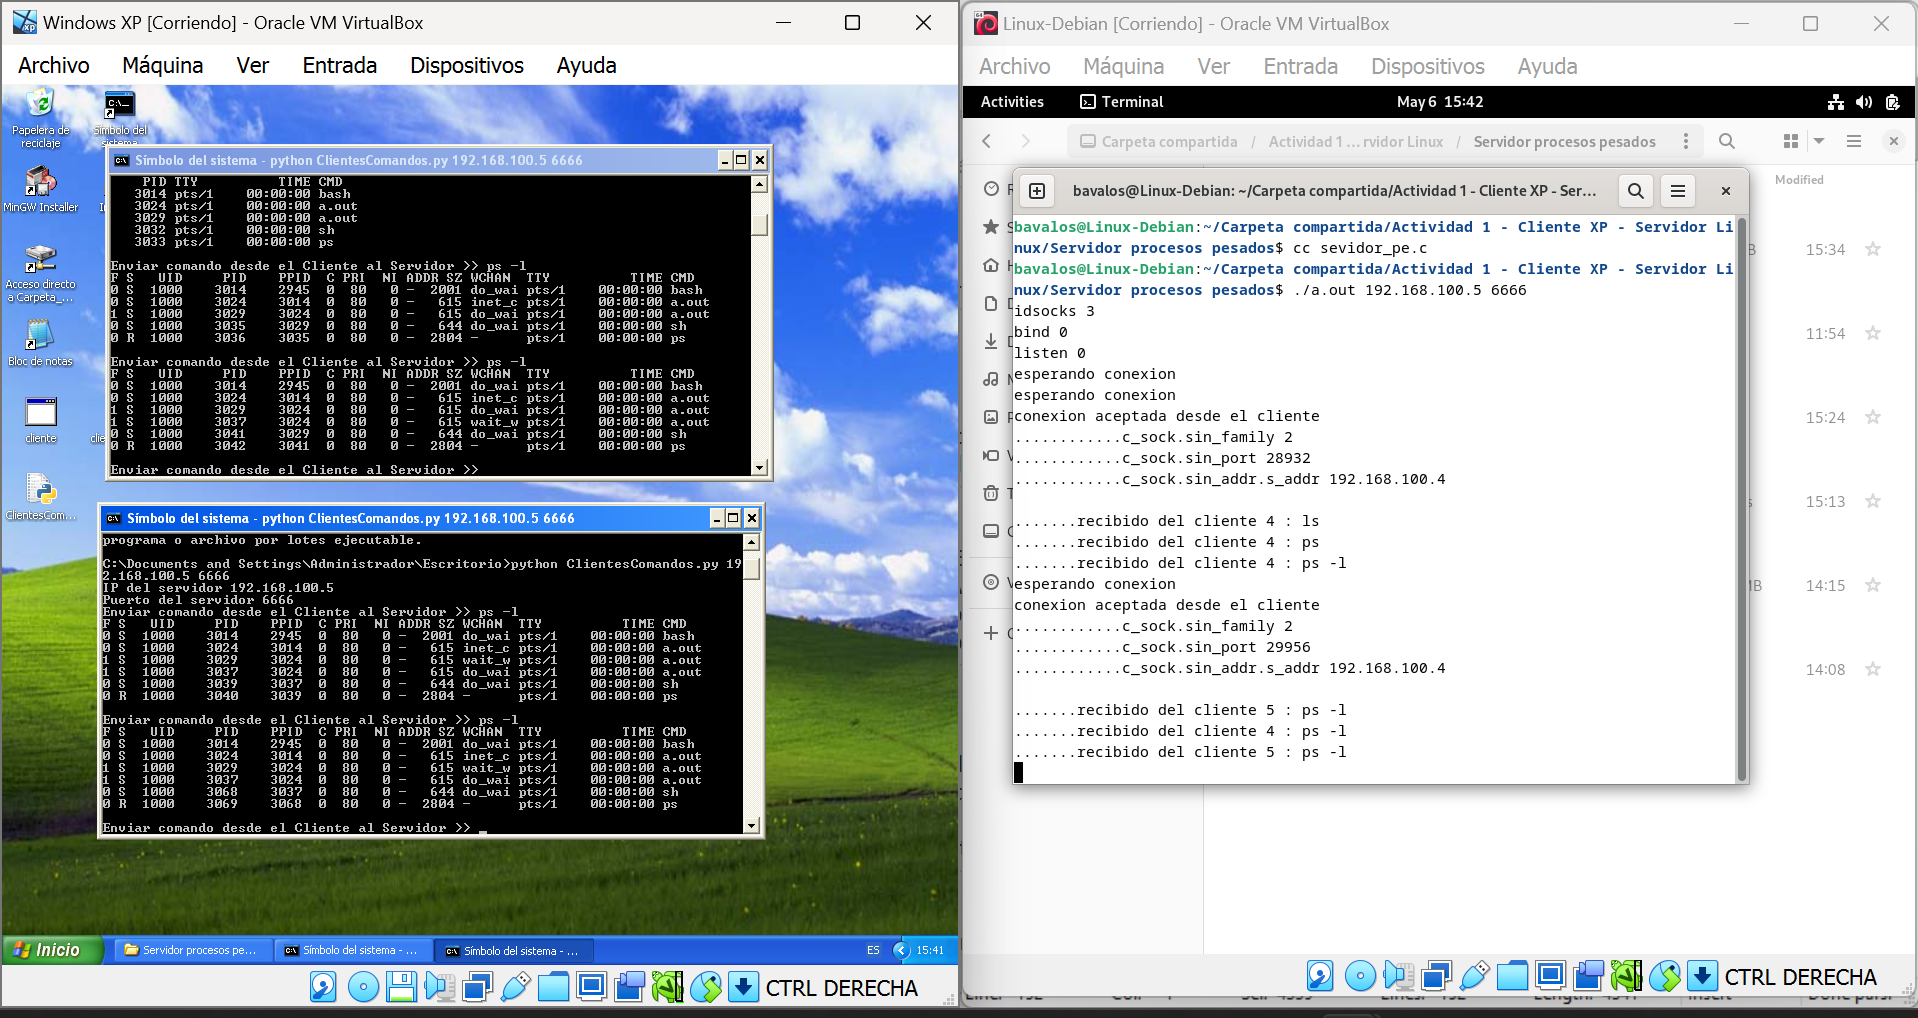 Windows XP [Corriendo] - Oracle VM VirtualBox
Archivo Máquina Ver Entrada Dispositivos Ayuda
Papelera de
reciclaje
Símbolo del
MinGW Installer
Acceso directo
a Carpeta_...
Bloc de notas
cliente
ClientesCom...
Símbolo del sistema - python ClientesComandos.py 192.168.100.5 6666
PID TTY TIME CMD
3014 pts/1 00:00:00 bash
3024 pts/1 00:00:00 a.out
3029 pts/1 00:00:00 a.out
3032 pts/1 00:00:00 sh
3033 pts/1 00:00:00 ps
Enviar comando desde el Cliente al Servidor >> ps -l
F S UID PID PPID C PRI NI ADDR SZ WCHAN TTY TIME CMD
0 S 1000 3014 2945 0 80 0 - 2001 do_wai pts/1 00:00:00 bash
0 S 1000 3024 3014 0 80 0 - 615 inet_c pts/1 00:00:00 a.out
1 S 1000 3029 3024 0 80 0 - 615 do_wai pts/1 00:00:00 a.out
0 S 1000 3035 3029 0 80 0 - 644 do_wai pts/1 00:00:00 sh
0 R 1000 3036 3035 0 80 0 - 2804 - pts/1 00:00:00 ps
Enviar comando desde el Cliente al Servidor >> ps -l
F S UID PID PPID C PRI NI ADDR SZ WCHAN TTY TIME CMD
0 S 1000 3014 2945 0 80 0 - 2001 do_wai pts/1 00:00:00 bash
0 S 1000 3024 3014 0 80 0 - 615 inet_c pts/1 00:00:00 a.out
1 S 1000 3029 3024 0 80 0 - 615 do_wai pts/1 00:00:00 a.out
1 S 1000 3037 3024 0 80 0 - 615 wait_w pts/1 00:00:00 a.out
0 S 1000 3041 3029 0 80 0 - 644 do_wai pts/1 00:00:00 sh
0 R 1000 3042 3041 0 80 0 - 2804 - pts/1 00:00:00 ps
Enviar comando desde el Cliente al Servidor >>
Símbolo del sistema - python ClientesComandos.py 192.168.100.5 6666
programa o archivo por lotes ejecutable.
C:\Documents and Settings\Administrador\Escritorio>python ClientesComandos.py 19
2.168.100.5 6666
IP del servidor 192.168.100.5
Puerto del servidor 6666
Enviar comando desde el Cliente al Servidor >> ps -l
F S UID PID PPID C PRI NI ADDR SZ WCHAN TTY TIME CMD
0 S 1000 3014 2945 0 80 0 - 2001 do_wai pts/1 00:00:00 bash
0 S 1000 3024 3014 0 80 0 - 615 inet_c pts/1 00:00:00 a.out
1 S 1000 3029 3024 0 80 0 - 615 wait_w pts/1 00:00:00 a.out
1 S 1000 3037 3024 0 80 0 - 615 do_wai pts/1 00:00:00 a.out
0 S 1000 3039 3037 0 80 0 - 644 do_wai pts/1 00:00:00 sh
0 R 1000 3040 3039 0 80 0 - 2804 - pts/1 00:00:00 ps
Enviar comando desde el Cliente al Servidor >> ps -l
F S UID PID PPID C PRI NI ADDR SZ WCHAN TTY TIME CMD
0 S 1000 3014 2945 0 80 0 - 2001 do_wai pts/1 00:00:00 bash
0 S 1000 3024 3014 0 80 0 - 615 inet_c pts/1 00:00:00 a.out
1 S 1000 3029 3024 0 80 0 - 615 wait_w pts/1 00:00:00 a.out
1 S 1000 3037 3024 0 80 0 - 615 do_wai pts/1 00:00:00 a.out
0 S 1000 3068 3037 0 80 0 - 644 do_wai pts/1 00:00:00 sh
0 R 1000 3069 3068 0 80 0 - 2804 - pts/1 00:00:00 ps
Enviar comando desde el Cliente al Servidor >> _
Inicio
Servidor procesos pe...
Símbolo del sistema - ...
Símbolo del sistema - ...
ES
15:41
CTRL DERECHA
Linux-Debian [Corriendo] - Oracle VM VirtualBox
Archivo Máquina Ver Entrada Dispositivos Ayuda
Activities Terminal May 6 15:42
Carpeta compartida / Actividad 1 ... rvidor Linux / Servidor procesos pesados
Modified
bavalos@Linux-Debian: ~/Carpeta compartida/Actividad 1 - Cliente XP - Ser...
bavalos@Linux-Debian:~/Carpeta compartida/Actividad 1 - Cliente XP - Servidor Li
nux/Servidor procesos pesados$ cc sevidor_pe.c
bavalos@Linux-Debian:~/Carpeta compartida/Actividad 1 - Cliente XP - Servidor Li
nux/Servidor procesos pesados$ ./a.out 192.168.100.5 6666
idsocks 3
bind 0
listen 0
esperando conexion
esperando conexion
conexion aceptada desde el cliente
............c_sock.sin_family 2
............c_sock.sin_port 28932
............c_sock.sin_addr.s_addr 192.168.100.4
.......recibido del cliente 4 : ls
.......recibido del cliente 4 : ps
.......recibido del cliente 4 : ps -l
esperando conexion
conexion aceptada desde el cliente
............c_sock.sin_family 2
............c_sock.sin_port 29956
............c_sock.sin_addr.s_addr 192.168.100.4
.......recibido del cliente 5 : ps -l
.......recibido del cliente 4 : ps -l
.......recibido del cliente 5 : ps -l
15:34
11:54
15:24
15:13
14:15
14:08
CTRL DERECHA